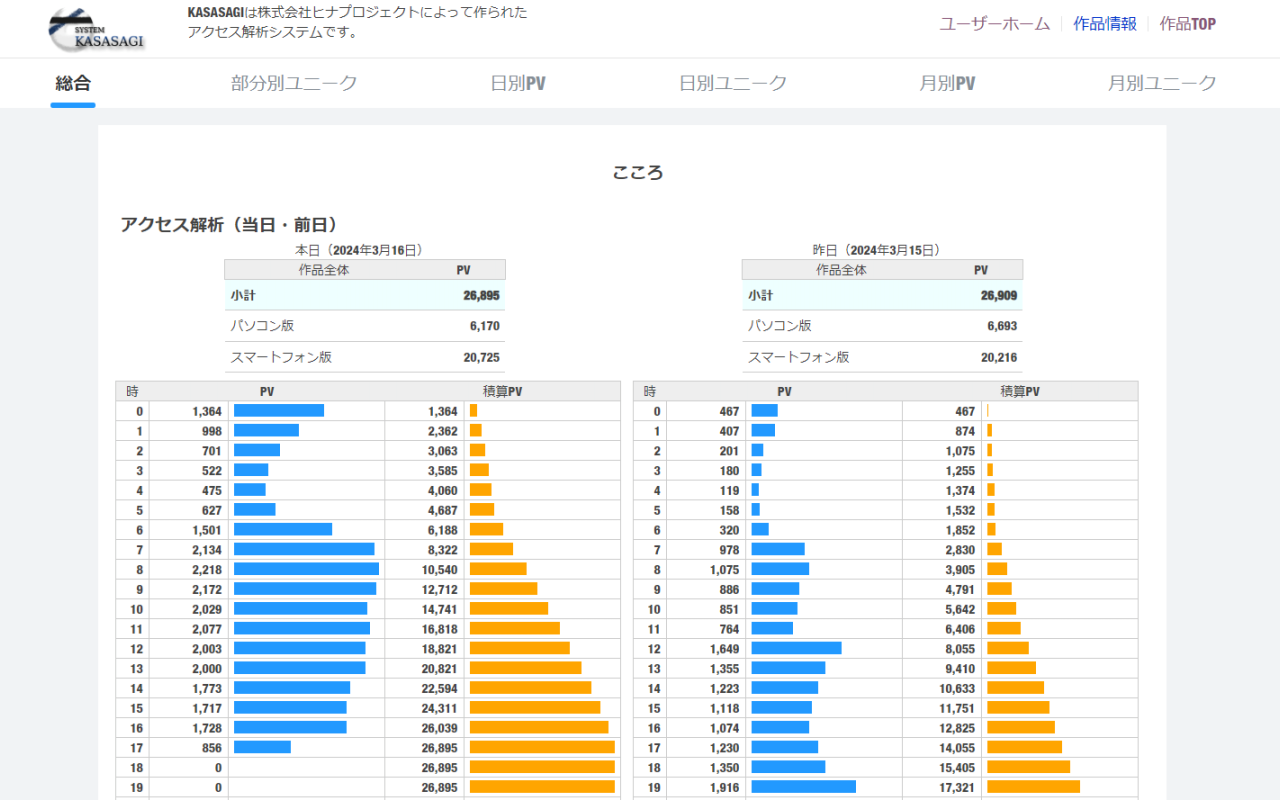 SYSTEM
KASASAGI
KASASAGIは株式会社ヒナプロジェクトによって作られた
アクセス解析システムです。
ユーザーホーム 作品情報 作品TOP
総合 部分別ユニーク 日別PV 日別ユニーク 月別PV 月別ユニーク
こころ
アクセス解析（当日・前日）
本日（2024年3月16日）
作品全体 PV
小計 26,895
パソコン版 6,170
スマートフォン版 20,725
時 PV 積算PV
0 1,364 1,364
1 998 2,362
2 701 3,063
3 522 3,585
4 475 4,060
5 627 4,687
6 1,501 6,188
7 2,134 8,322
8 2,218 10,540
9 2,172 12,712
10 2,029 14,741
11 2,077 16,818
12 2,003 18,821
13 2,000 20,821
14 1,773 22,594
15 1,717 24,311
16 1,728 26,039
17 856 26,895
18 0 26,895
19 0 26,895
昨日（2024年3月15日）
作品全体 PV
小計 26,909
パソコン版 6,693
スマートフォン版 20,216
時 PV 積算PV
0 467 467
1 407 874
2 201 1,075
3 180 1,255
4 119 1,374
5 158 1,532
6 320 1,852
7 978 2,830
8 1,075 3,905
9 886 4,791
10 851 5,642
11 764 6,406
12 1,649 8,055
13 1,355 9,410
14 1,223 10,633
15 1,118 11,751
16 1,074 12,825
17 1,230 14,055
18 1,350 15,405
19 1,916 17,321